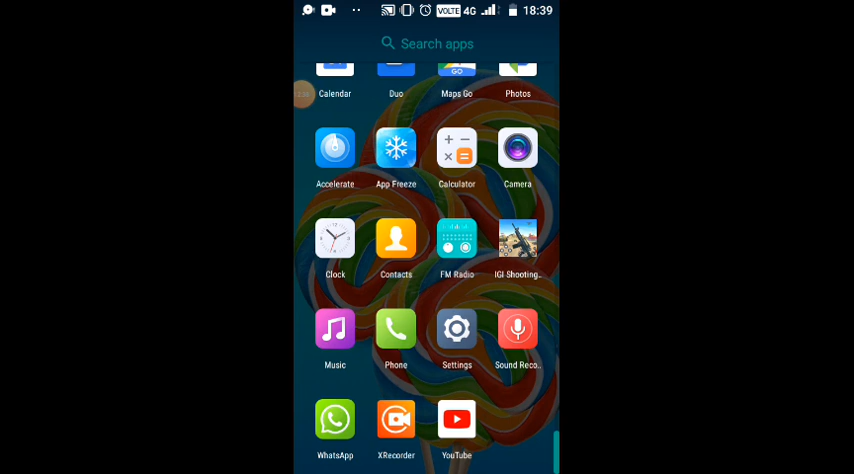 VOLTE 4G 18:39
Search apps
GO
Calendar Duo Maps Go Photos
Accelerate App Freeze Calculator Camera
Clock Contacts FM Radio IGI Shooting..
Music Phone Settings Sound Reco..
WhatsApp XRecorder YouTube